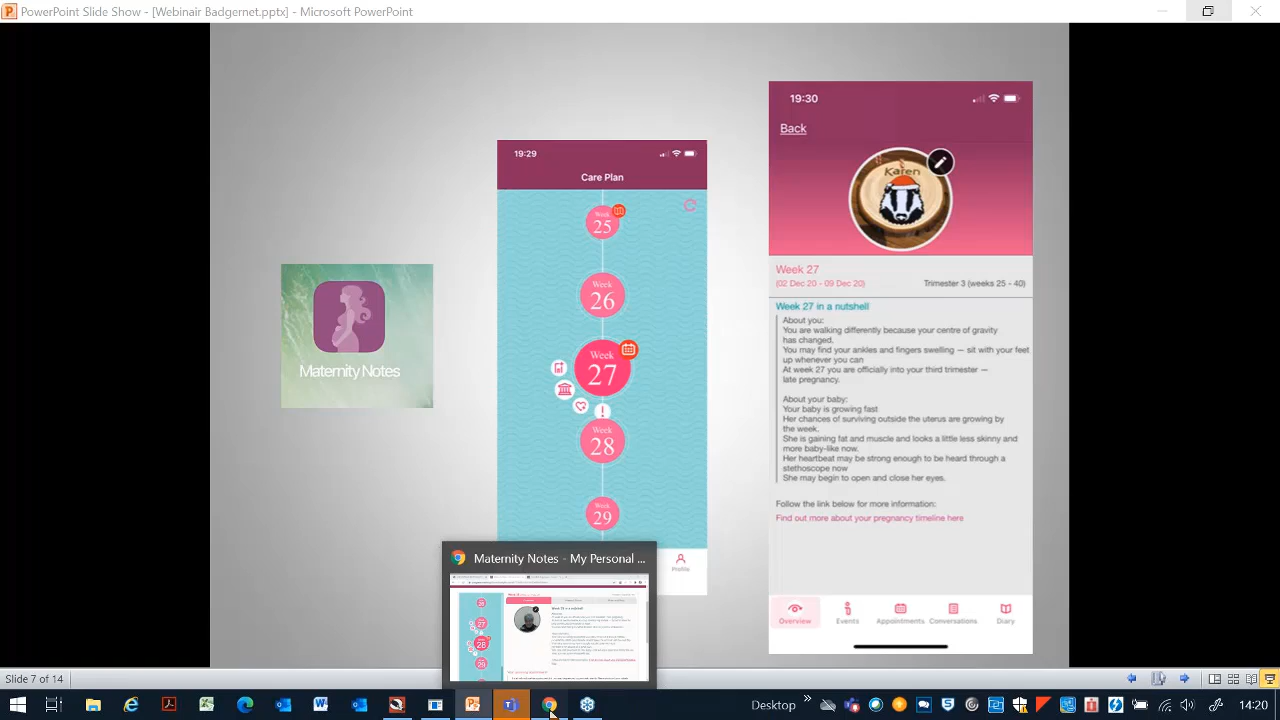 PowerPoint Slide Show - [Webinair Badgernet.pptx] - Microsoft PowerPoint
Maternity Notes
19:29
Care Plan
Week
25
Week
26
Week
27
Week
28
Week
29
Profile
19:30
Back
Karen
Week 27
(02 Dec 20 - 09 Dec 20)
Trimester 3 (weeks 25 - 40)
Week 27 in a nutshell
About you:
You are walking differently because your centre of gravity
has changed.
You may find your ankles and fingers swelling — sit with your feet
up whenever you can
At week 27 you are officially into your third trimester —
late pregnancy.
About your baby:
Your baby is growing fast
Her chances of surviving outside the uterus are growing by
the week.
She is gaining fat and muscle and looks a little less skinny and
more baby-like now.
Her heartbeat may be strong enough to be heard through a
stethoscope now
She may begin to open and close her eyes.
Follow the link below for more information:
Find out more about your pregnancy timeline here
Overview
Events
Appointments
Conversations
Diary
Maternity Notes - My Personal ...
28
29
Slide 7 of 14
Desktop
14:20